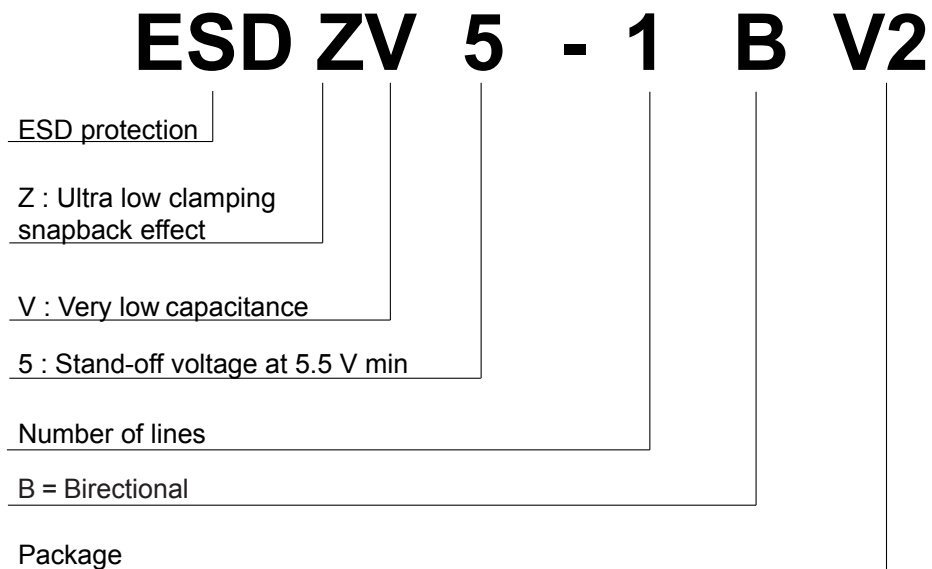 ESD ZV 5 - 1 B V2
ESD protection
Z : Ultra low clamping
snapback effect
V : Very low capacitance
5 : Stand-off voltage at 5.5 V min
Number of lines
B = Birectional
Package